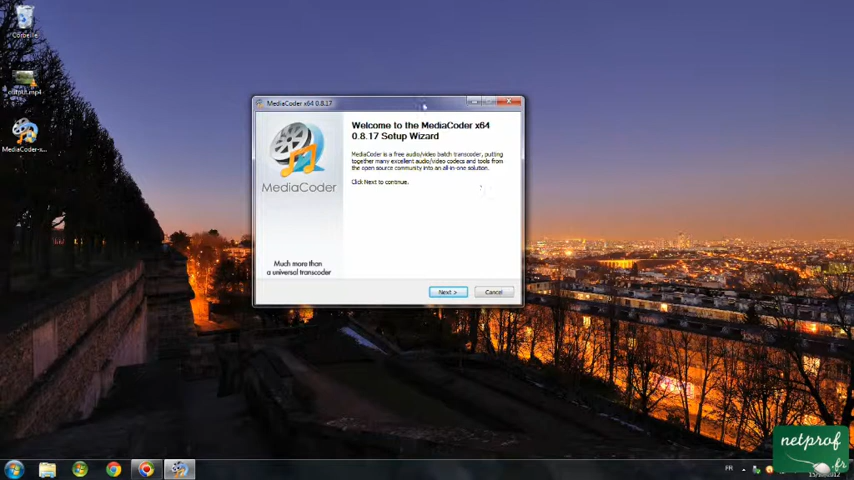 Corbeille
output.mp4
MediaCoder-x...
MediaCoder x64 0.8.17
Welcome to the MediaCoder x64
0.8.17 Setup Wizard
MediaCoder is a free audio/video batch transcoder, putting
together many excellent audio/video codecs and tools from
the open source community into an all-in-one solution.
Click Next to continue.
MediaCoder
Much more than
a universal transcoder
Next >
Cancel
FR
netprof
.fr